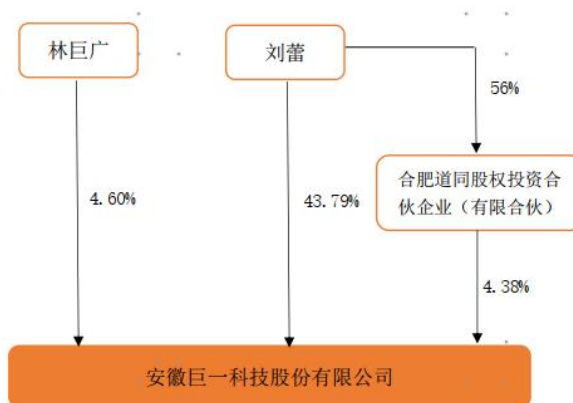 林巨广
刘蕾
56%
合肥道同股权投资合
伙企业（有限合伙）
4.60%
43.79%
4.38%
安徽巨一科技股份有限公司